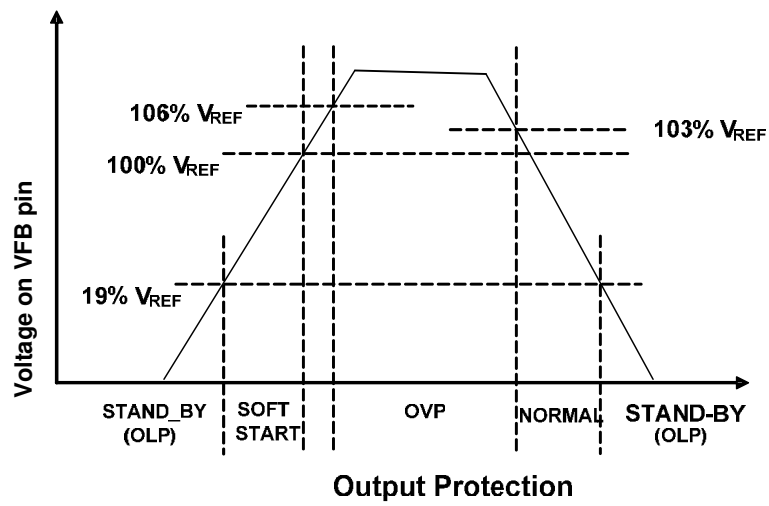 Voltage on VFB pin
106% VREF
103% VREF
100% VREF
19% VREF
STAND_BY
(OLP)
SOFT
START
OVP
NORMAL
STAND-BY
(OLP)
Output Protection